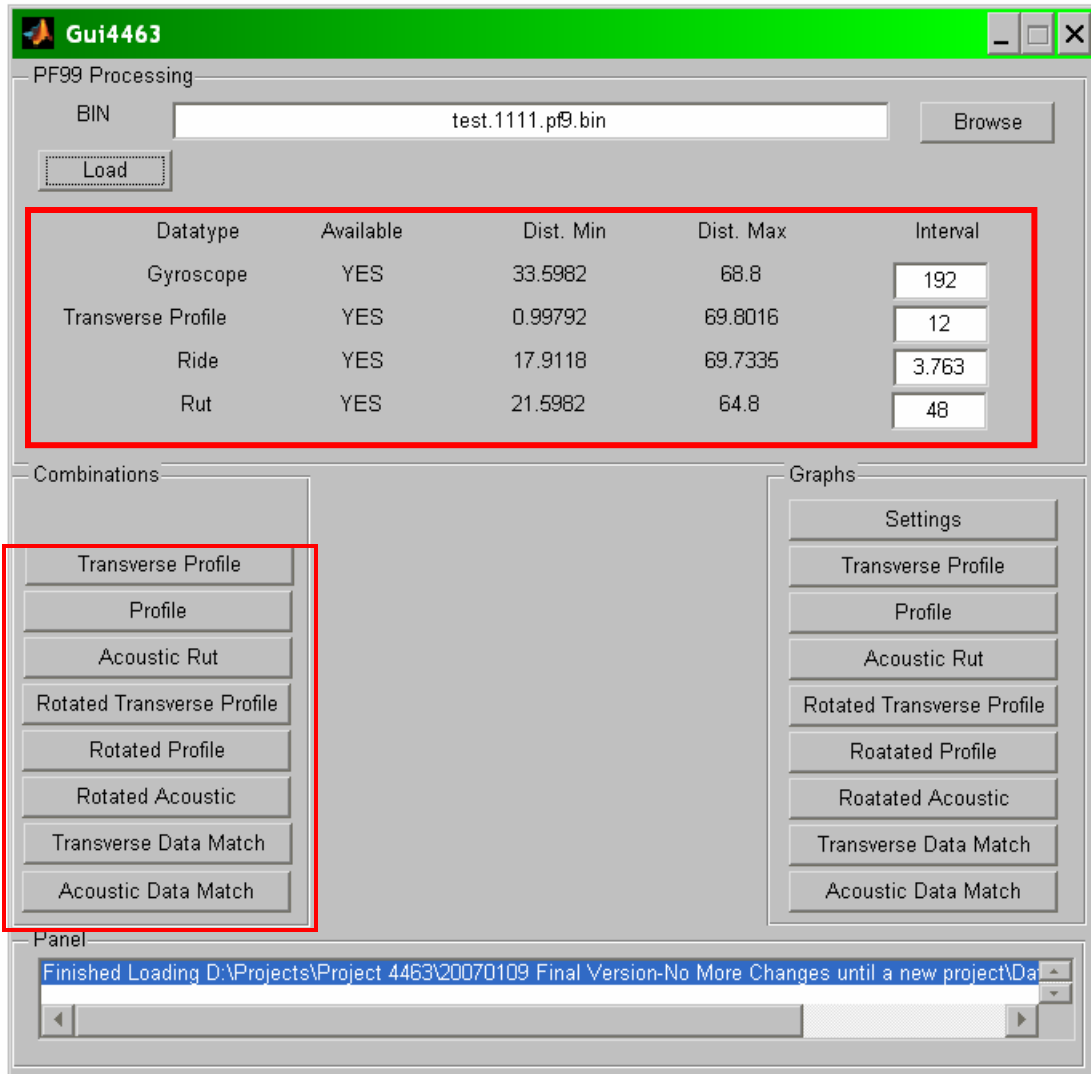 Gui4463
PF99 Processing
BIN test.1111.pf9.bin Browse
Load
Datatype Available Dist. Min Dist. Max Interval
Gyroscope YES 33.5982 68.8 192
Transverse Profile YES 0.99792 69.8016 12
Ride YES 17.9118 69.7335 3.763
Rut YES 21.5982 64.8 48
Combinations
Transverse Profile
Profile
Acoustic Rut
Rotated Transverse Profile
Rotated Profile
Rotated Acoustic
Transverse Data Match
Acoustic Data Match
Graphs
Settings
Transverse Profile
Profile
Acoustic Rut
Rotated Transverse Profile
Roatated Profile
Roatated Acoustic
Transverse Data Match
Acoustic Data Match
Panel
Finished Loading D:\Projects\Project 4463\20070109 Final Version-No More Changes until a new project\Da